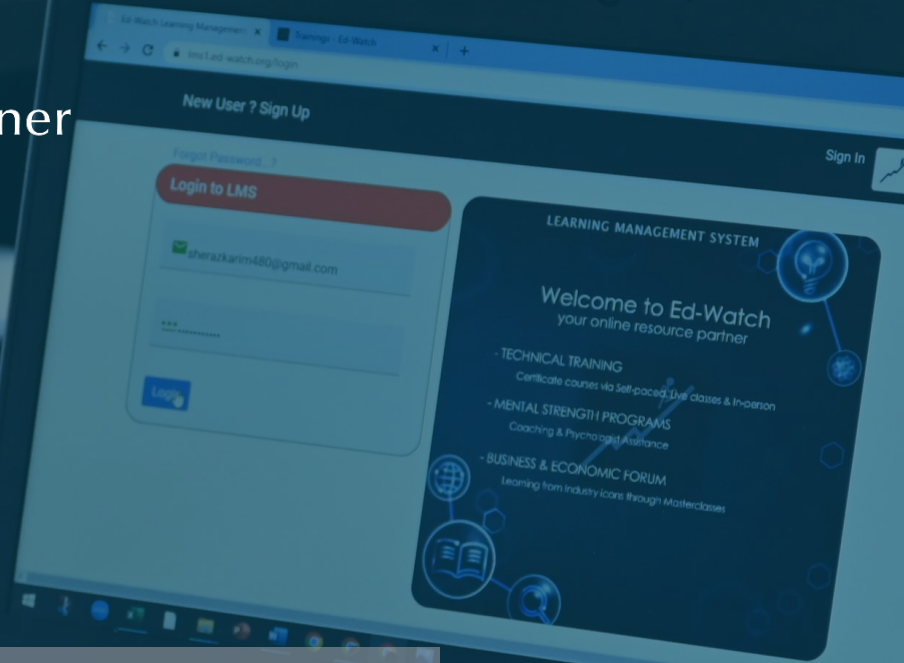 ner
Ed-Watch Learning Management
Trainings - Ed-Watch
lms1.ed-watch.org/login
New User ? Sign Up
Sign In
Forgot Password...?
Login to LMS
sherazkarim480@gmail.com
Login
LEARNING MANAGEMENT SYSTEM
Welcome to Ed-Watch
your online resource partner
- TECHNICAL TRAINING
Certificate courses via Self-paced, Live classes & In-person
- MENTAL STRENGTH PROGRAMS
Coaching & Psychologist Assistance
- BUSINESS & ECONOMIC FORUM
Learning from Industry icons through Masterclasses